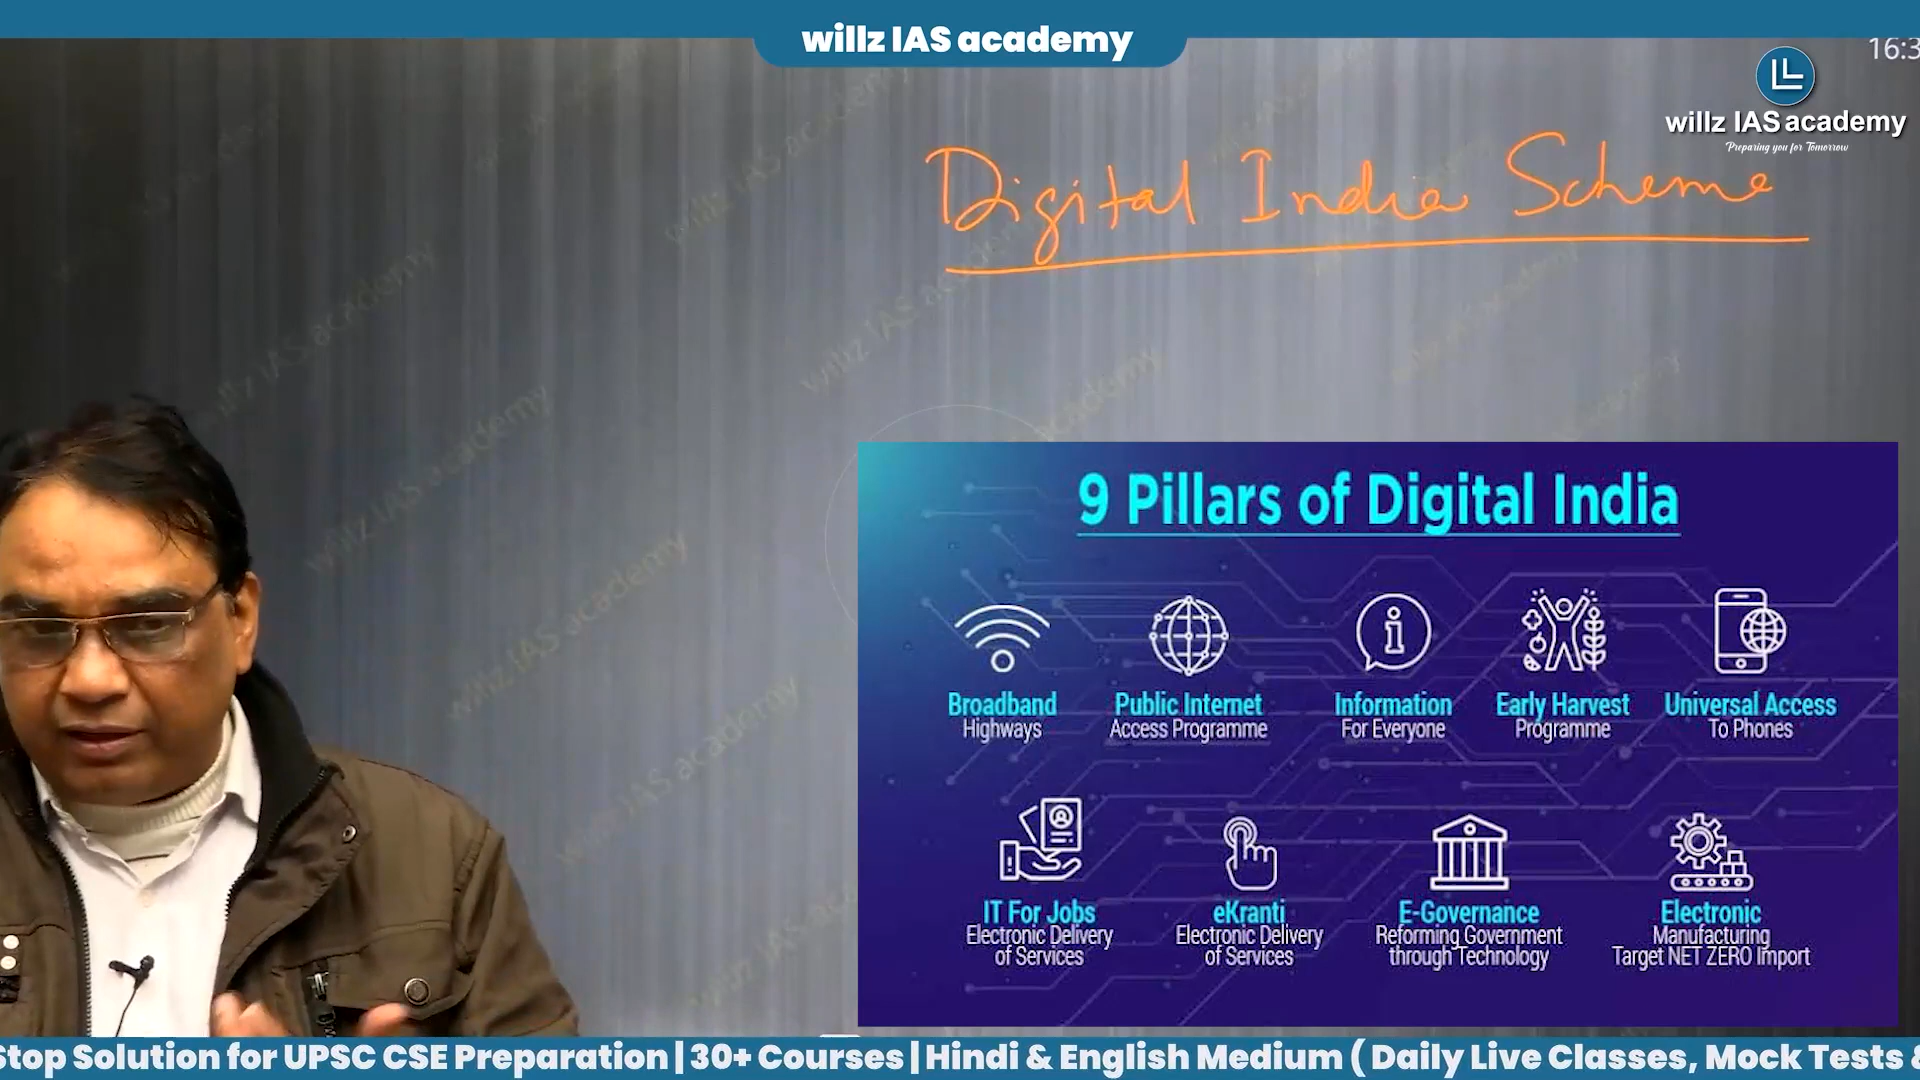 willz IAS academy
16:3
willz IAS academy
Preparing you for Tomorrow
Digital India Scheme
9 Pillars of Digital India
Broadband
Highways
Public Internet
Access Programme
Information
For Everyone
Early Harvest
Programme
Universal Access
To Phones
IT For Jobs
Electronic Delivery
of Services
eKranti
Electronic Delivery
of Services
E-Governance
Reforming Government
through Technology
Electronic
Manufacturing
Target NET ZERO Import
Stop Solution for UPSC CSE Preparation | 30+ Courses | Hindi & English Medium ( Daily Live Classes, Mock Tests &